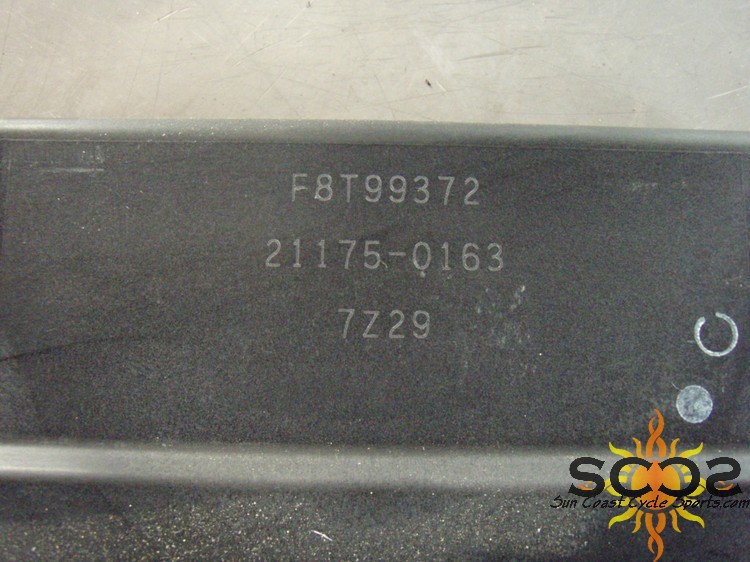 F8T99372
21175-0163
7Z29
SCCS
Sun Coast Cycle Sports.com